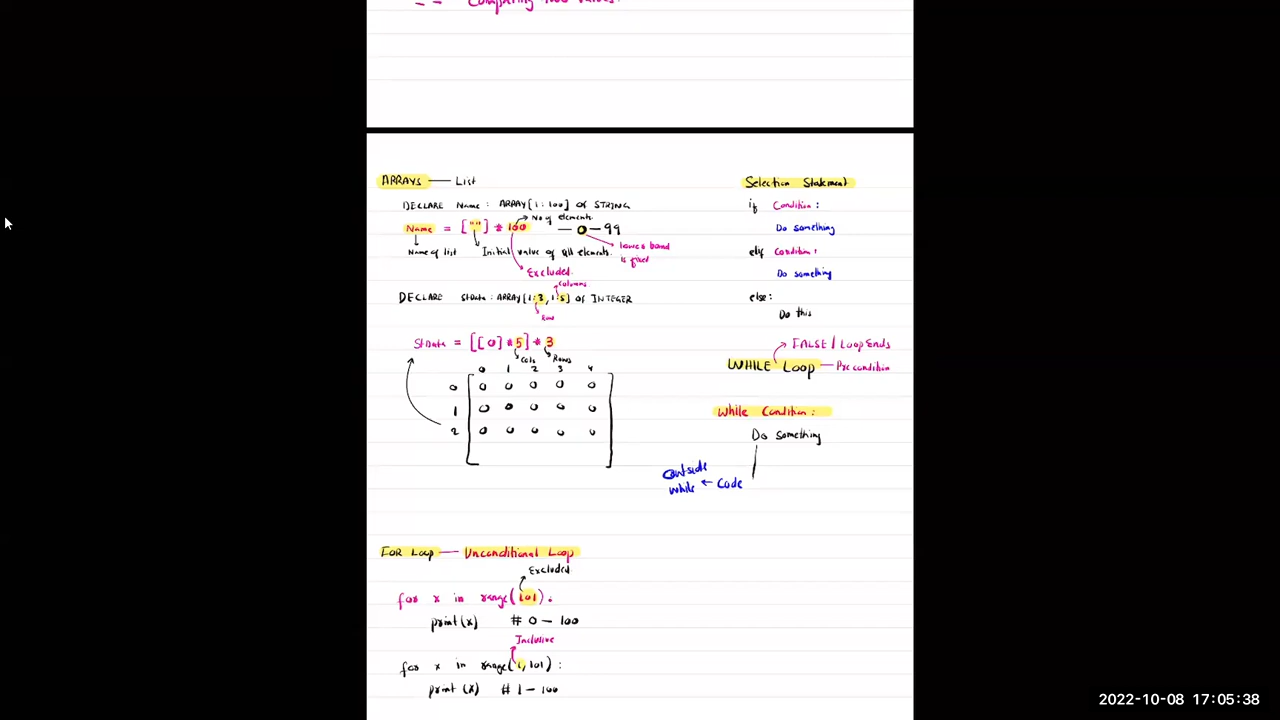 == Comparing two values.
ARRAYS — List
DECLARE Name : ARRAY[1:100] of STRING
No of elements
Name = [""] * 100 — 0 – 99
Name of list
Initial value of all elements.
Excluded
lower bound
is fixed
columns
DECLARE StData : ARRAY[1:3, 1:5] of INTEGER
Row
StData = [[0] * 5] * 3
Cols Rows
0 1 2 3 4
0 0 0 0 0 0
1 0 0 0 0 0
2 0 0 0 0 0
Selection Statement
if Condition :
Do something
elif Condition :
Do something
else :
Do this
FALSE | Loop Ends
WHILE Loop — Pre condition
While Condition :
Do something
outside
while ← Code
FOR Loop — Unconditional Loop
Excluded
for x in range(101):
print(x) # 0 – 100
Inclusive
for x in range(1,101) :
print (x) # 1 – 100
2022-10-08 17:05:38